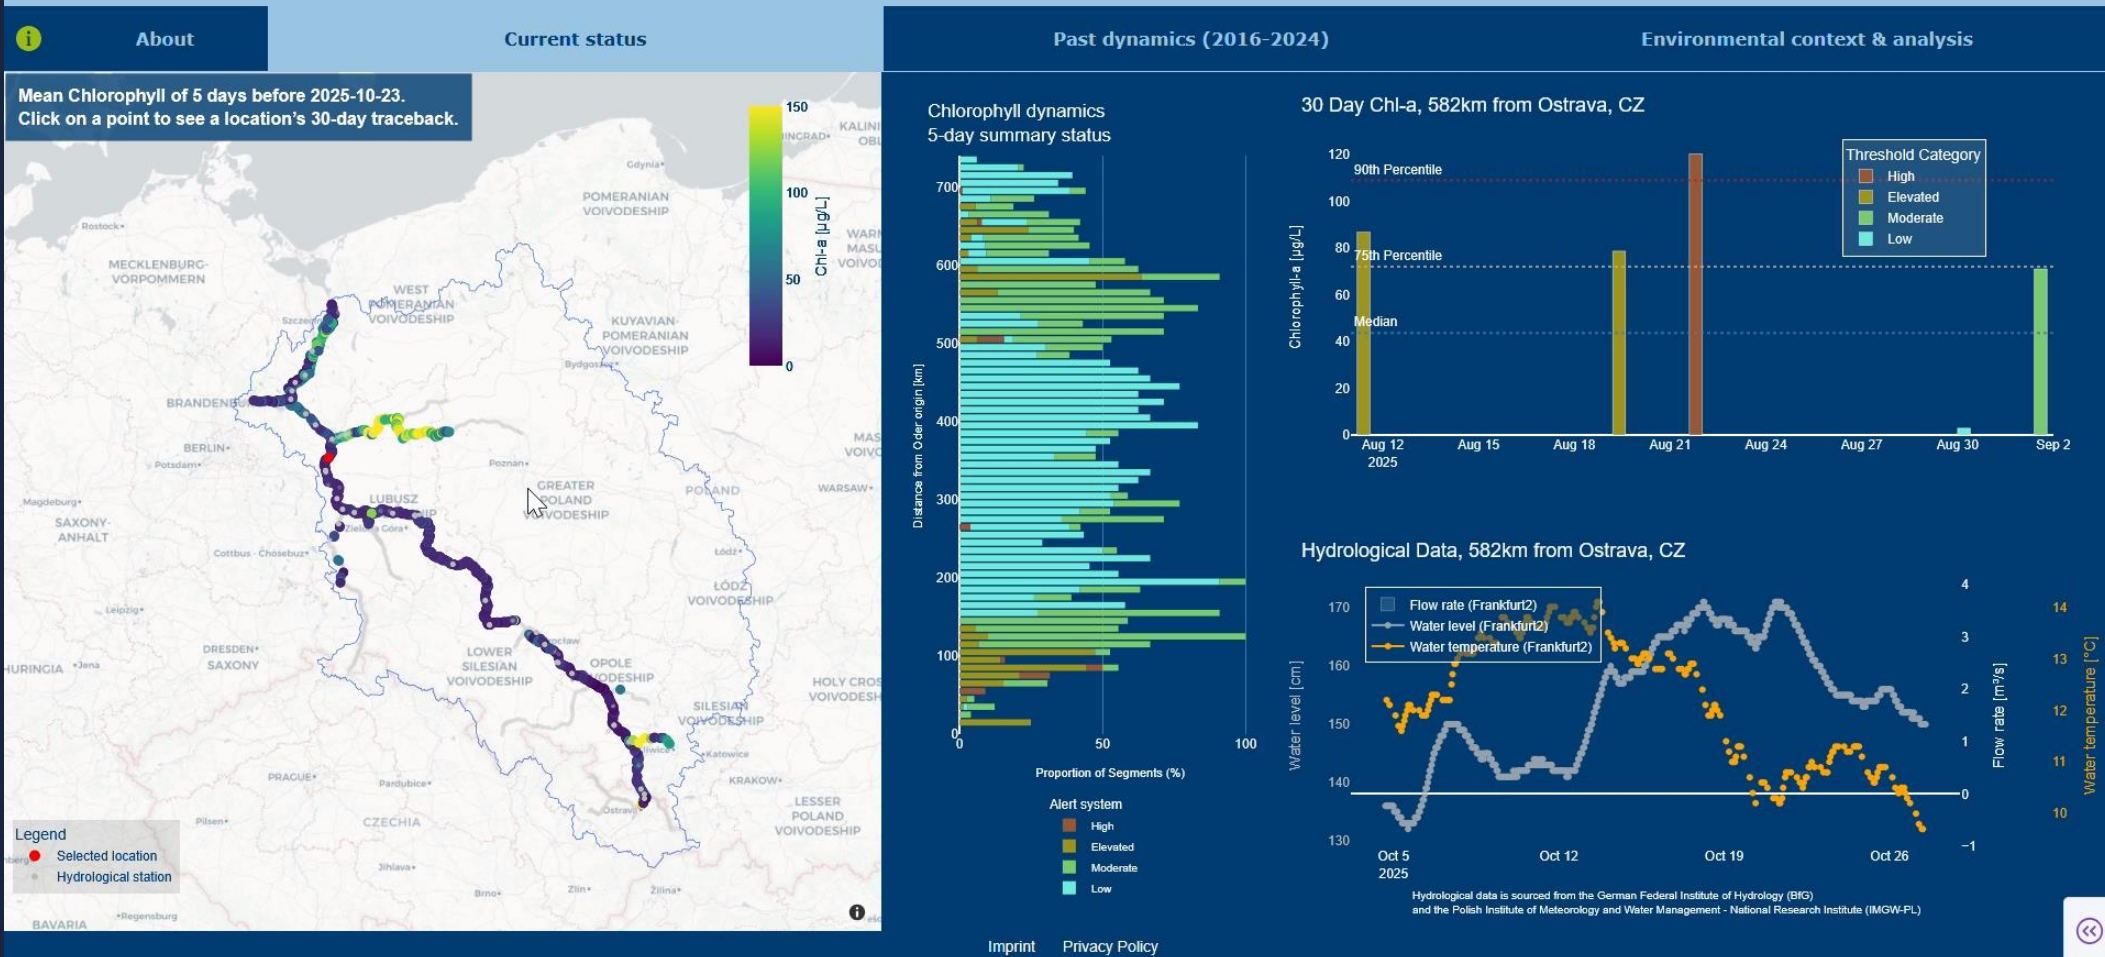 i
About
Current status
Past dynamics (2016-2024)
Environmental context & analysis
Mean Chlorophyll of 5 days before 2025-10-23.
Click on a point to see a location's 30-day traceback.
150
100
50
0
Chl-a [µg/L]
Gdynia
POMERANIAN
VOIVODESHIP
Rostock
MECKLENBURG-
VORPOMMERN
WEST
POMERANIAN
VOIVODESHIP
KUYAVIAN-
POMERANIAN
VOIVODESHIP
BERLIN
Potsdam
Poznan
GREATER
POLAND
VOIVODESHIP
POLAND
WARSAW
Magdeburg
LUBUSZ
SAXONY-
ANHALT
Zielona Góra
Cottbus - Chóśebuz
Łódź
ŁÓDŹ
VOIVODESHIP
Leipzig
DRESDEN
SAXONY
Jena
LOWER
SILESIAN
VOIVODESHIP
OPOLE
SILESIAN
VOIVODESHIP
Katowice
KRAKOW
PRAGUE
Pardubice
LESSER
POLAND
VOIVODESHIP
Pilsen
CZECHIA
Jihlava
Brno
Zlín
Žilina
Regensburg
BAVARIA
Legend
Selected location
Hydrological station
Chlorophyll dynamics
5-day summary status
Distance from Oder origin [km]
700
600
500
400
300
200
100
0
0
50
100
Proportion of Segments (%)
Alert system
High
Elevated
Moderate
Low
30 Day Chl-a, 582km from Ostrava, CZ
Chlorophyll-a [µg/L]
120
100
80
60
40
20
0
90th Percentile
75th Percentile
Median
Threshold Category
High
Elevated
Moderate
Low
Aug 12
2025
Aug 15
Aug 18
Aug 21
Aug 24
Aug 27
Aug 30
Sep 2
Hydrological Data, 582km from Ostrava, CZ
Flow rate (Frankfurt2)
Water level (Frankfurt2)
Water temperature (Frankfurt2)
Water level [cm]
170
160
150
140
130
4
3
2
1
0
−1
Flow rate [m³/s]
14
13
12
11
10
Water temperature [°C]
Oct 5
2025
Oct 12
Oct 19
Oct 26
Hydrological data is sourced from the German Federal Institute of Hydrology (BfG)
and the Polish Institute of Meteorology and Water Management - National Research Institute (IMGW-PL)
Imprint
Privacy Policy